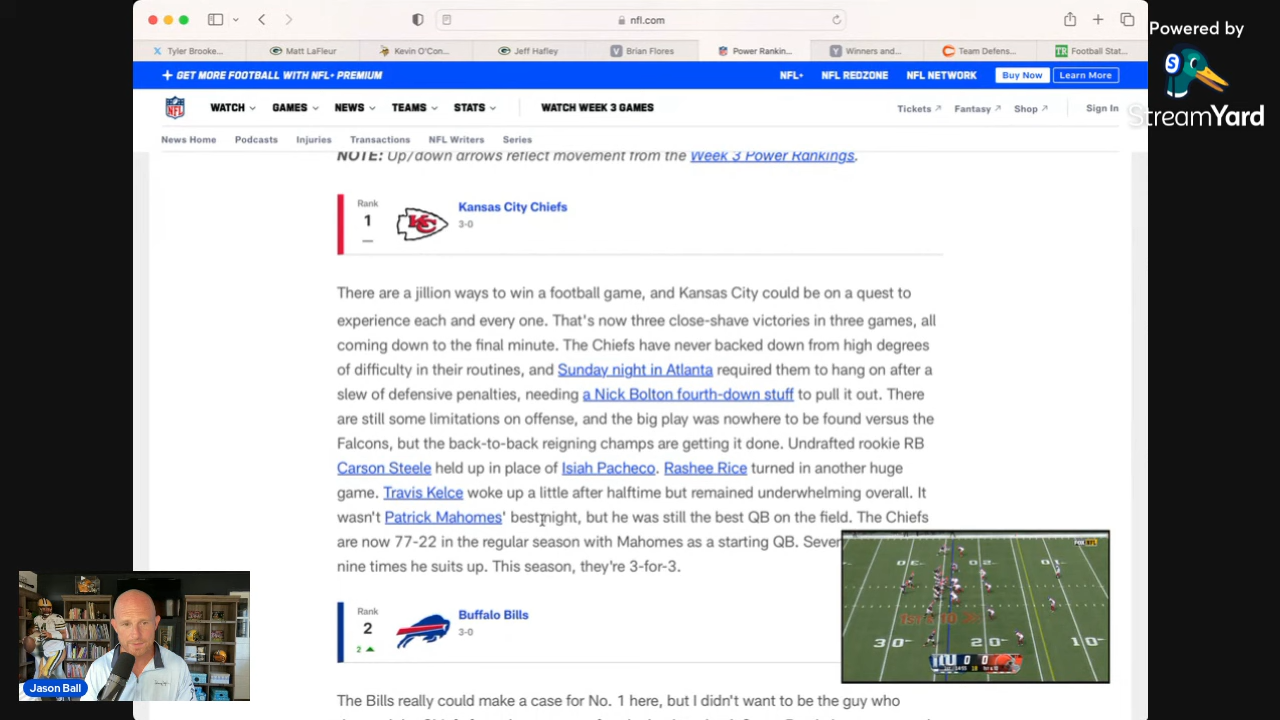 nfl.com
Powered by
StreamYard
Tyler Brooke...
Matt LaFleur
Kevin O'Con...
Jeff Hafley
Brian Flores
Power Rankin...
Winners and...
Team Defens...
Football Stat...
GET MORE FOOTBALL WITH NFL+ PREMIUM
NFL+ NFL REDZONE NFL NETWORK Buy Now Learn More
WATCH GAMES NEWS TEAMS STATS WATCH WEEK 3 GAMES Tickets Fantasy Shop Sign In
News Home Podcasts Injuries Transactions NFL Writers Series
NOTE: Up/down arrows reflect movement from the Week 3 Power Rankings.
Rank
1
Kansas City Chiefs
3-0
There are a jillion ways to win a football game, and Kansas City could be on a quest to
experience each and every one. That's now three close-shave victories in three games, all
coming down to the final minute. The Chiefs have never backed down from high degrees
of difficulty in their routines, and Sunday night in Atlanta required them to hang on after a
slew of defensive penalties, needing a Nick Bolton fourth-down stuff to pull it out. There
are still some limitations on offense, and the big play was nowhere to be found versus the
Falcons, but the back-to-back reigning champs are getting it done. Undrafted rookie RB
Carson Steele held up in place of Isiah Pacheco. Rashee Rice turned in another huge
game. Travis Kelce woke up a little after halftime but remained underwhelming overall. It
wasn't Patrick Mahomes' best night, but he was still the best QB on the field. The Chiefs
are now 77-22 in the regular season with Mahomes as a starting QB. Seve
nine times he suits up. This season, they're 3-for-3.
Rank
2
2
Buffalo Bills
3-0
The Bills really could make a case for No. 1 here, but I didn't want to be the guy who
3 0 2 0 1 0
0 0
Jason Ball